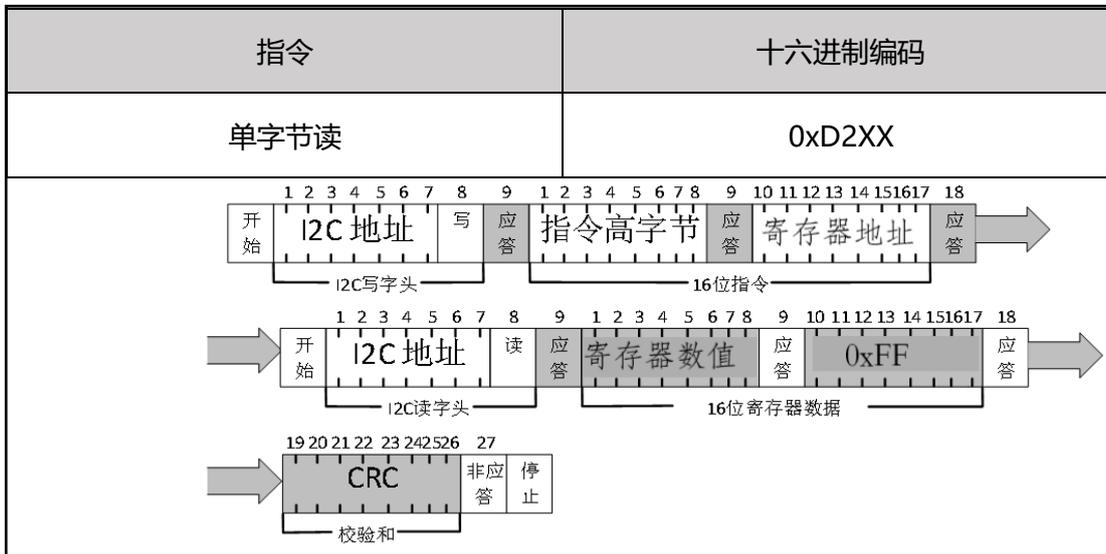 指令 十六进制编码
单字节读 0xD2XX
1 2 3 4 5 6 7 8 9 1 2 3 4 5 6 7 8 9 10 11 12 13 14 15 16 17 18
开始 I2C 地址 写 应答 指令高字节 应答 寄存器地址 应答
I2C写字头 16位指令
1 2 3 4 5 6 7 8 9 1 2 3 4 5 6 7 8 9 10 11 12 13 14 15 16 17 18
开始 I2C 地址 读 应答 寄存器数值 应答 0xFF 应答
I2C读字头 16位寄存器数据
19 20 21 22 23 24 25 26 27
CRC 非应答 停止
校验和